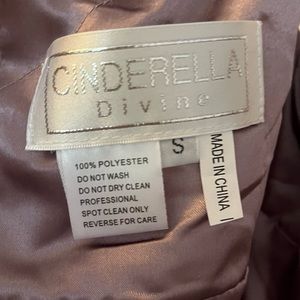 CINDERELLA
Divine
S
MADE IN CHINA
100% POLYESTER
DO NOT WASH
DO NOT DRY CLEAN
PROFESSIONAL
SPOT CLEAN ONLY
REVERSE FOR CARE